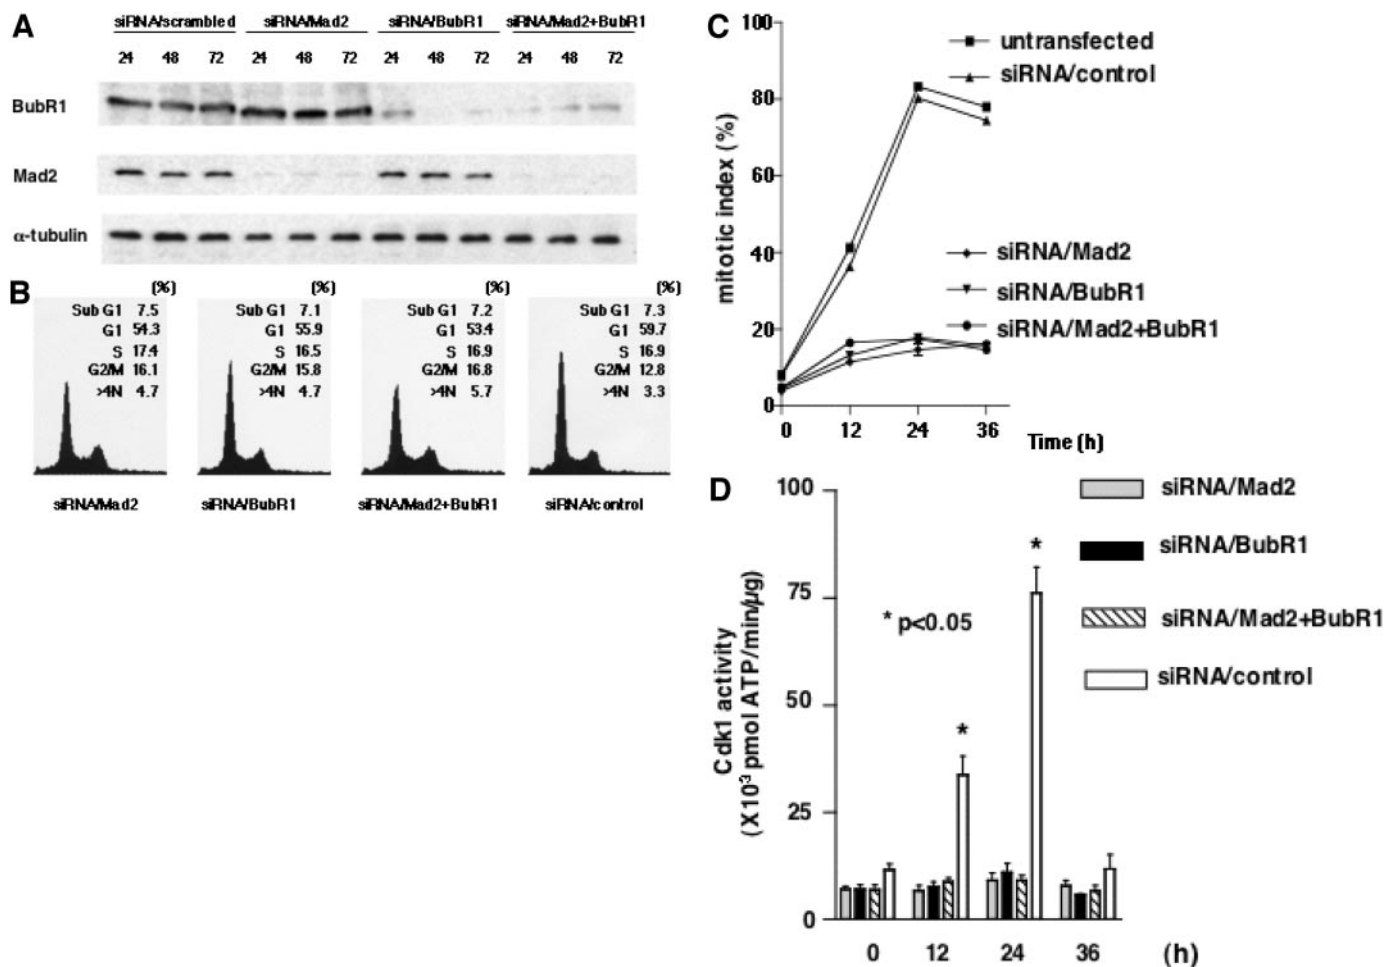 A
siRNA/scrambled siRNA/Mad2 siRNA/BubR1 siRNA/Mad2+BubR1
24 48 72 24 48 72 24 48 72 24 48 72
BubR1
Mad2
α-tubulin
B
(%) (%) (%) (%)
Sub G1 7.5 Sub G1 7.1 Sub G1 7.2 Sub G1 7.3
G1 54.3 G1 55.9 G1 53.4 G1 59.7
S 17.4 S 16.5 S 16.9 S 16.9
G2/M 16.1 G2/M 15.8 G2/M 16.8 G2/M 12.8
>4N 4.7 >4N 4.7 >4N 5.7 >4N 3.3
siRNA/Mad2 siRNA/BubR1 siRNA/Mad2+BubR1 siRNA/control
C
mitotic index (%)
100
80
60
40
20
0
untransfected
siRNA/control
siRNA/Mad2
siRNA/BubR1
siRNA/Mad2+BubR1
0 12 24 36 Time (h)
D
Cdk1 activity
(X10⁻³ pmol ATP/min/µg)
100
75
50
25
0
* p<0.05
*
*
siRNA/Mad2
siRNA/BubR1
siRNA/Mad2+BubR1
siRNA/control
0 12 24 36 (h)